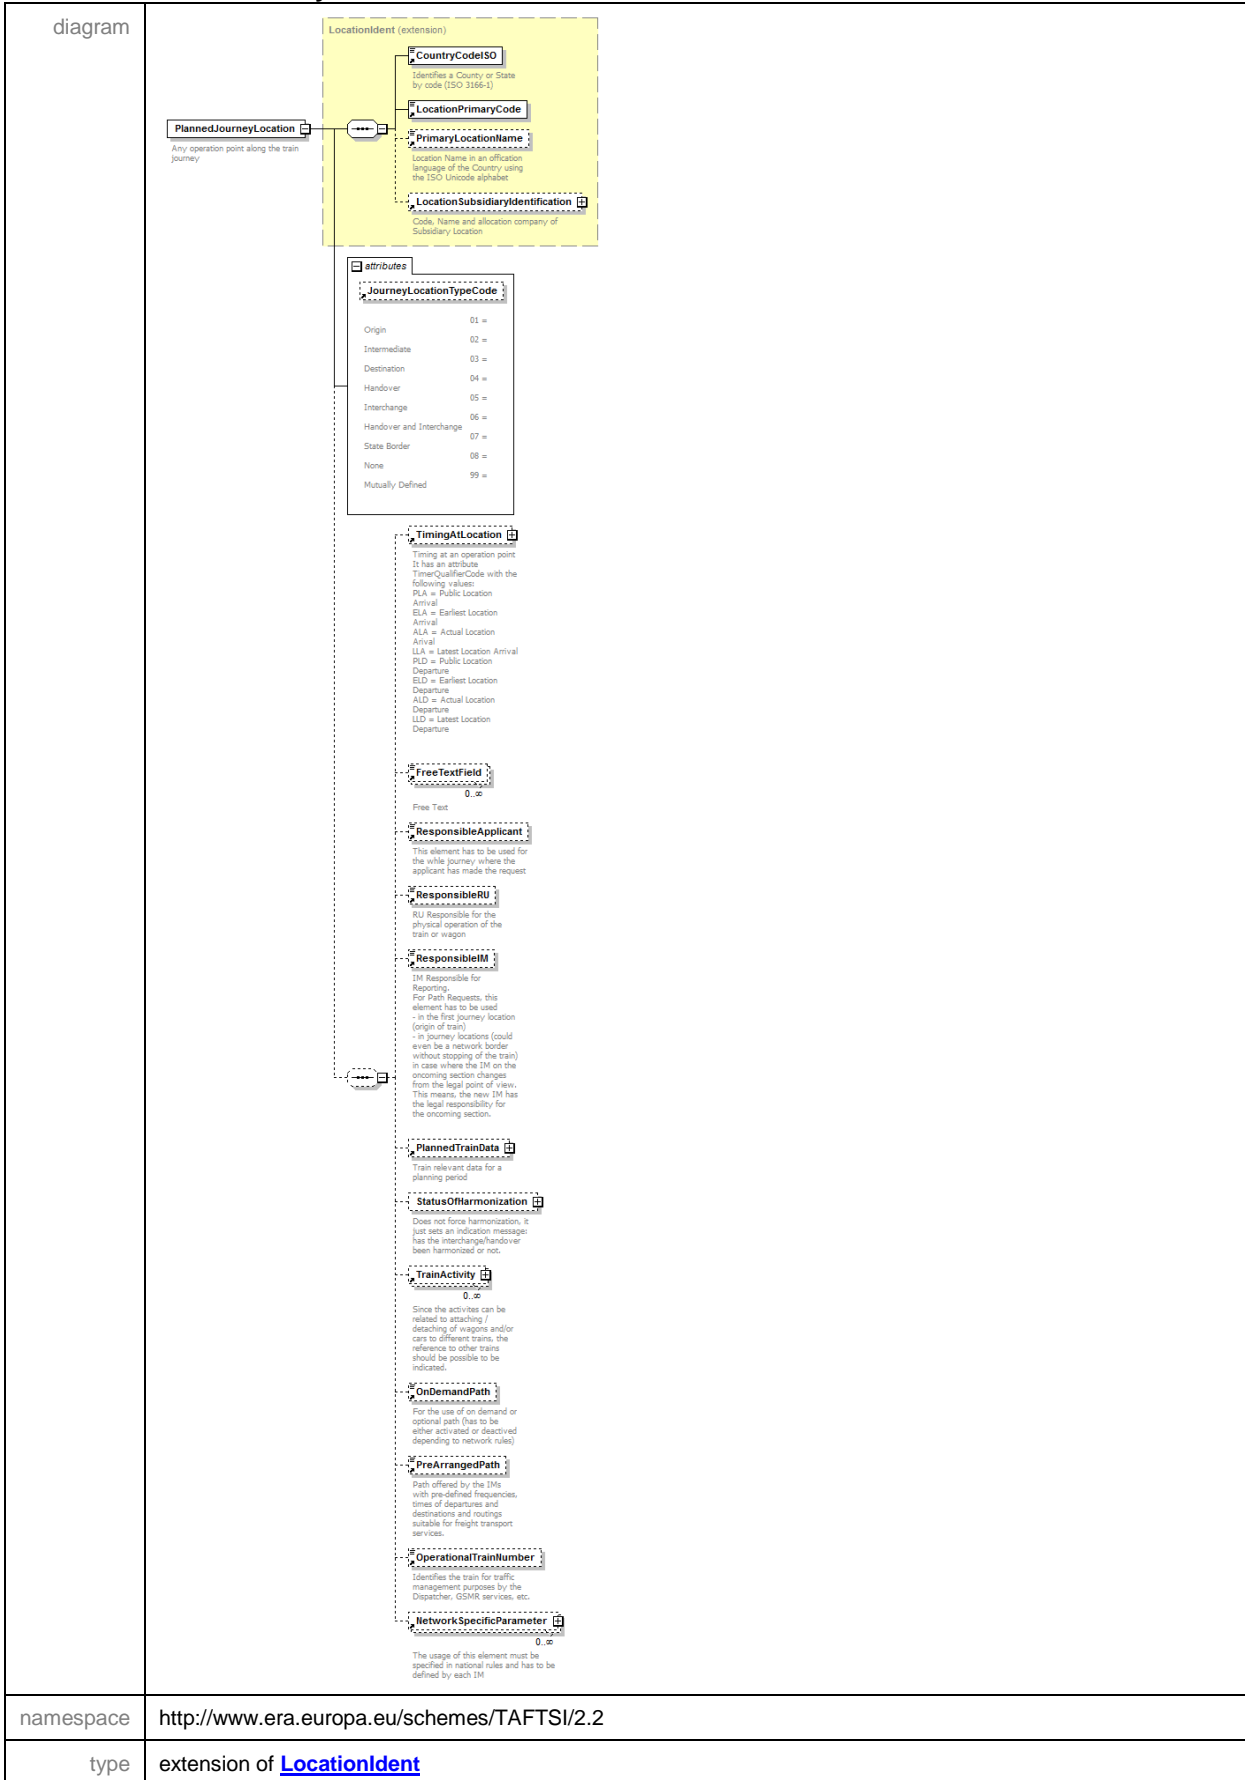 diagram
LocationIdent (extension)
CountryCodeISO
Identifies a County or State
by code (ISO 3166-1)
LocationPrimaryCode
PlannedJourneyLocation
Any operation point along the train
journey
PrimaryLocationName
Location Name in an offication
language of the Country using
the ISO Unicode alphabet
LocationSubsidiaryIdentification
Code, Name and allocation company of
Subsidiary Location
attributes
JourneyLocationTypeCode
01 =
Origin
02 =
Intermediate
03 =
Destination
04 =
Handover
05 =
Interchange
06 =
Handover and Interchange
07 =
State Border
08 =
None
99 =
Mutually Defined
TimingAtLocation
Timing at an operation point
It has an attribute
TimerQualifierCode with the
following values:
PLA = Public Location
Arrival
ELA = Earliest Location
Arrival
ALA = Actual Location
Arival
LLA = Latest Location Arrival
PLD = Public Location
Departure
ELD = Earliest Location
Departure
ALD = Actual Location
Departure
LLD = Latest Location
Departure
FreeTextField
0..∞
Free Text
ResponsibleApplicant
This element has to be used for
the whle journey where the
applicant has made the request
ResponsibleRU
RU Responsible for the
physical operation of the
train or wagon
ResponsibleIM
IM Responsible for
Reporting.
For Path Requests, this
element has to be used
- in the first journey location
(origin of train)
- in journey locations (could
even be a network border
without stopping of the train)
in case where the IM on the
oncoming section changes
from the legal point of view.
This means, the new IM has
the legal responsibility for
the oncoming section.
PlannedTrainData
Train relevant data for a
planning period
StatusOfHarmonization
Does not force harmonization, it
just sets an indication message:
has the interchange/handover
been harmonized or not.
TrainActivity
0..∞
Since the activites can be
related to attaching /
detaching of wagons and/or
cars to different trains, the
reference to other trains
should be possible to be
indicated.
OnDemandPath
For the use of on demand or
optional path (has to be
either activated or deactived
depending to network rules)
PreArrangedPath
Path offered by the IMs
with pre-defined frequencies,
times of departures and
destinations and routings
suitable for freight transport
services.
OperationalTrainNumber
Identifies the train for traffic
management purposes by the
Dispatcher, GSMR services, etc.
NetworkSpecificParameter
0..∞
The usage of this element must be
specified in national rules and has to be
defined by each IM
namespace http://www.era.europa.eu/schemes/TAFTSI/2.2
type extension of LocationIdent